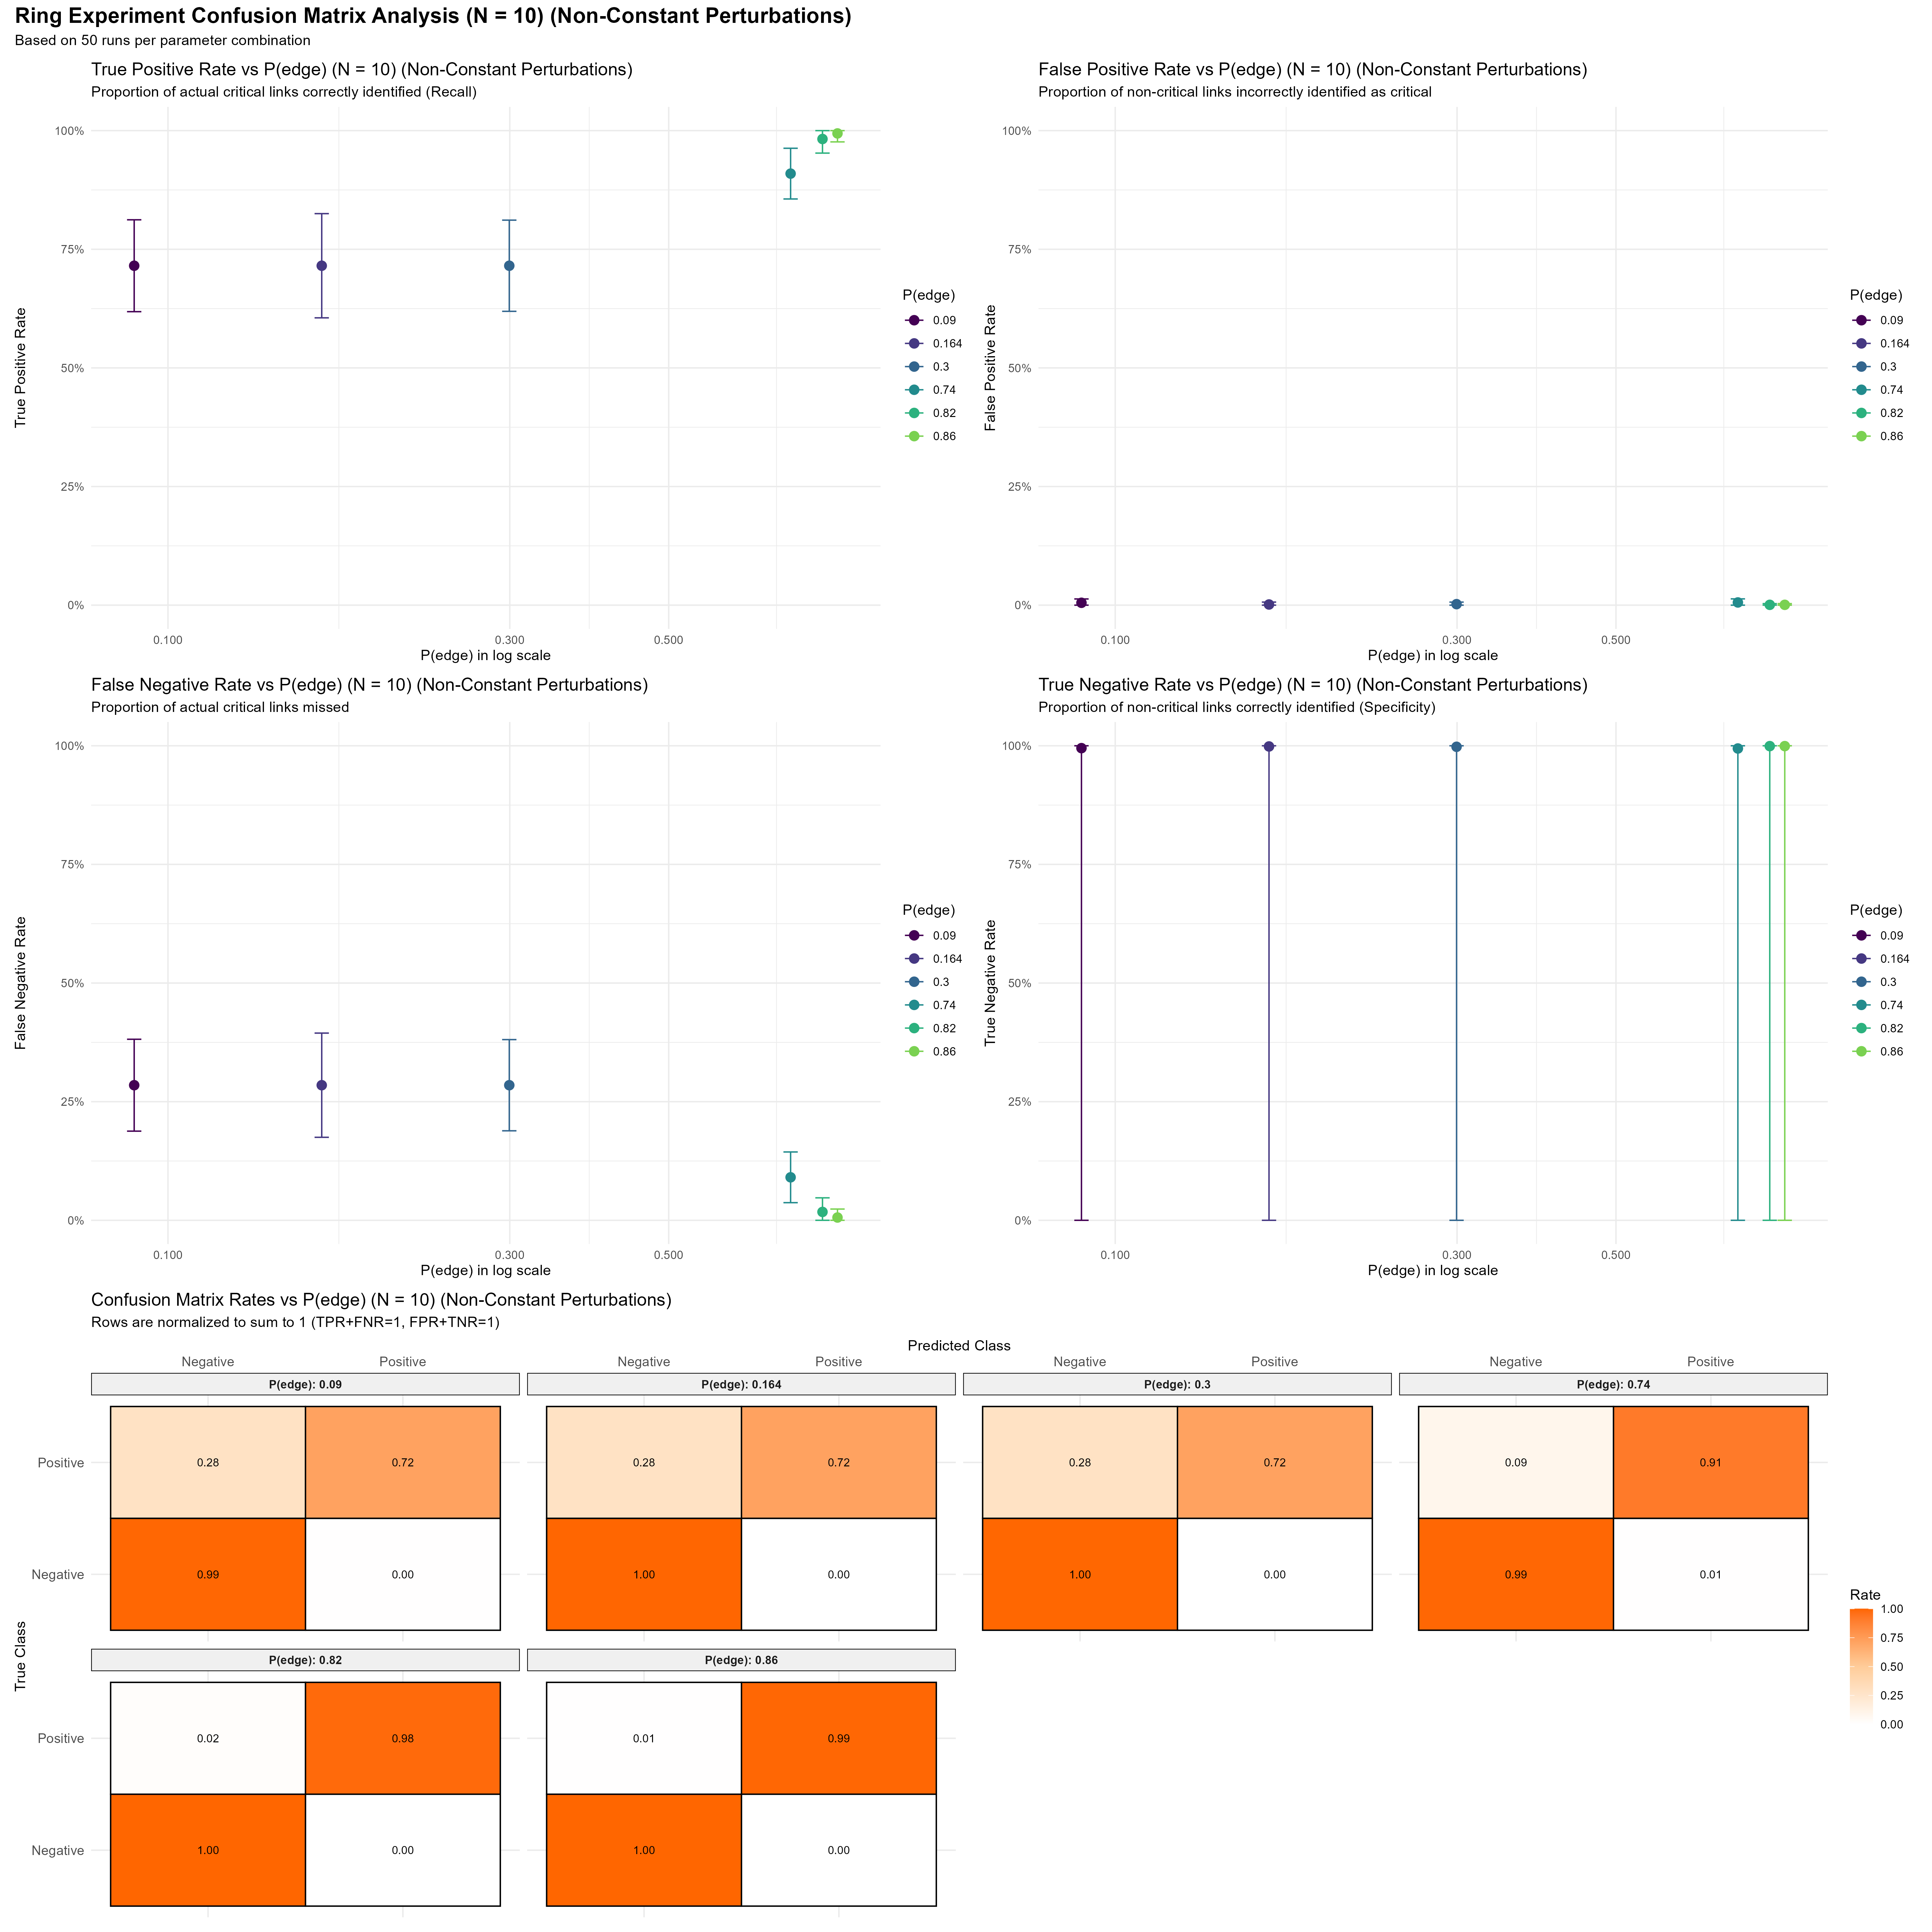 Ring Experiment Confusion Matrix Analysis (N = 10) (Non-Constant Perturbations)
Based on 50 runs per parameter combination
True Positive Rate vs P(edge) (N = 10) (Non-Constant Perturbations)
Proportion of actual critical links correctly identified (Recall)
100%
75%
50%
25%
0%
True Positive Rate
0.100
0.300
0.500
P(edge) in log scale
P(edge)
0.09
0.164
0.3
0.74
0.82
0.86
False Positive Rate vs P(edge) (N = 10) (Non-Constant Perturbations)
Proportion of non-critical links incorrectly identified as critical
100%
75%
50%
25%
0%
False Positive Rate
0.100
0.300
0.500
P(edge) in log scale
P(edge)
0.09
0.164
0.3
0.74
0.82
0.86
False Negative Rate vs P(edge) (N = 10) (Non-Constant Perturbations)
Proportion of actual critical links missed
100%
75%
50%
25%
0%
False Negative Rate
0.100
0.300
0.500
P(edge) in log scale
P(edge)
0.09
0.164
0.3
0.74
0.82
0.86
True Negative Rate vs P(edge) (N = 10) (Non-Constant Perturbations)
Proportion of non-critical links correctly identified (Specificity)
100%
75%
50%
25%
0%
True Negative Rate
0.100
0.300
0.500
P(edge) in log scale
P(edge)
0.09
0.164
0.3
0.74
0.82
0.86
Confusion Matrix Rates vs P(edge) (N = 10) (Non-Constant Perturbations)
Rows are normalized to sum to 1 (TPR+FNR=1, FPR+TNR=1)
Predicted Class
Negative Positive Negative Positive Negative Positive Negative Positive
P(edge): 0.09 P(edge): 0.164 P(edge): 0.3 P(edge): 0.74
Positive 0.28 0.72 0.28 0.72 0.28 0.72 0.09 0.91
Negative 0.99 0.00 1.00 0.00 1.00 0.00 0.99 0.01
True Class
P(edge): 0.82 P(edge): 0.86
Positive 0.02 0.98 0.01 0.99
Negative 1.00 0.00 1.00 0.00
Rate
1.00
0.75
0.50
0.25
0.00